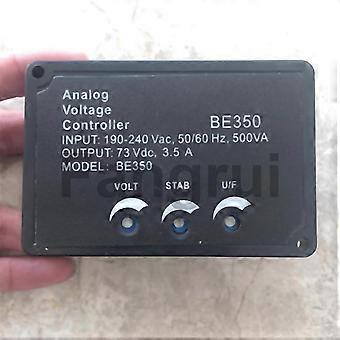 Analog
Voltage
Controller BE350
INPUT: 190-240 Vac, 50/60 Hz, 500VA
OUTPUT: 73 Vdc, 3.5 A
MODEL: BE350
Fangrui
VOLT STAB U/F